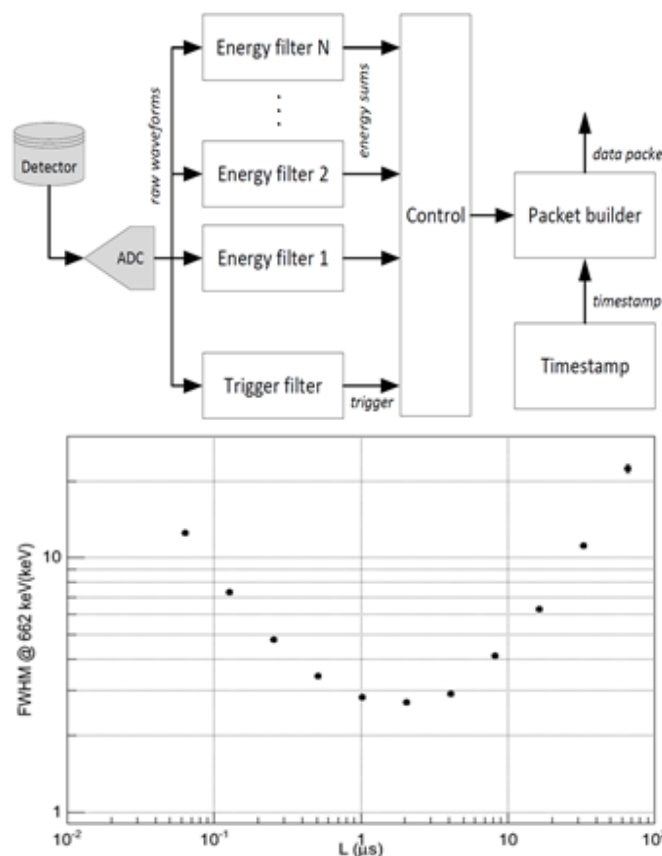 Energy filter N
raw waveforms
energy sums
Detector
Energy filter 2
Control
data packe
Packet builder
ADC
Energy filter 1
timestamp
Trigger filter
trigger
Timestamp
FWHM @ 662 keV(keV)
10
1
10⁻² 10⁻¹ 1 10 10²
L (μs)